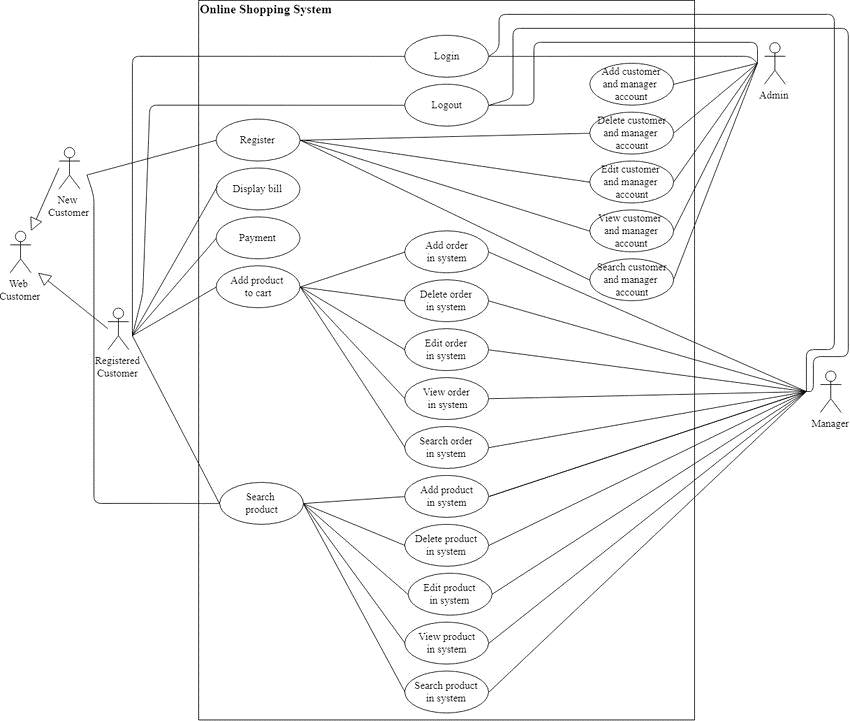 Online Shopping System
Login
Logout
Register
Display bill
Payment
Add product
to cart
Search
product
Add customer
and manager
account
Delete customer
and manager
account
Edit customer
and manager
account
View customer
and manager
account
Search customer
and manager
account
Add order
in system
Delete order
in system
Edit order
in system
View order
in system
Search order
in system
Add product
in system
Delete product
in system
Edit product
in system
View product
in system
Search product
in system
New
Customer
Web
Customer
Registered
Customer
Admin
Manager